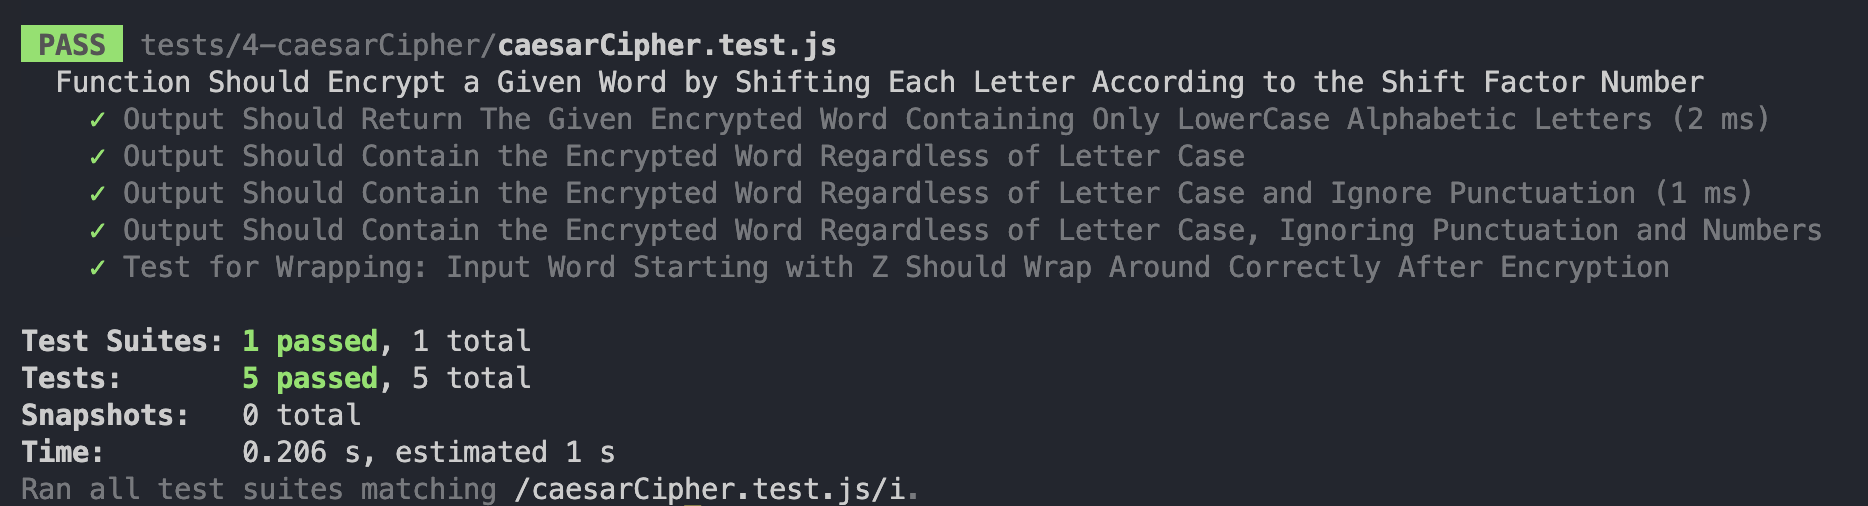 PASS tests/4-caesarCipher/caesarCipher.test.js
Function Should Encrypt a Given Word by Shifting Each Letter According to the Shift Factor Number
✓ Output Should Return The Given Encrypted Word Containing Only LowerCase Alphabetic Letters (2 ms)
✓ Output Should Contain the Encrypted Word Regardless of Letter Case
✓ Output Should Contain the Encrypted Word Regardless of Letter Case and Ignore Punctuation (1 ms)
✓ Output Should Contain the Encrypted Word Regardless of Letter Case, Ignoring Punctuation and Numbers
✓ Test for Wrapping: Input Word Starting with Z Should Wrap Around Correctly After Encryption
Test Suites: 1 passed, 1 total
Tests: 5 passed, 5 total
Snapshots: 0 total
Time: 0.206 s, estimated 1 s
Ran all test suites matching /caesarCipher.test.js/i.